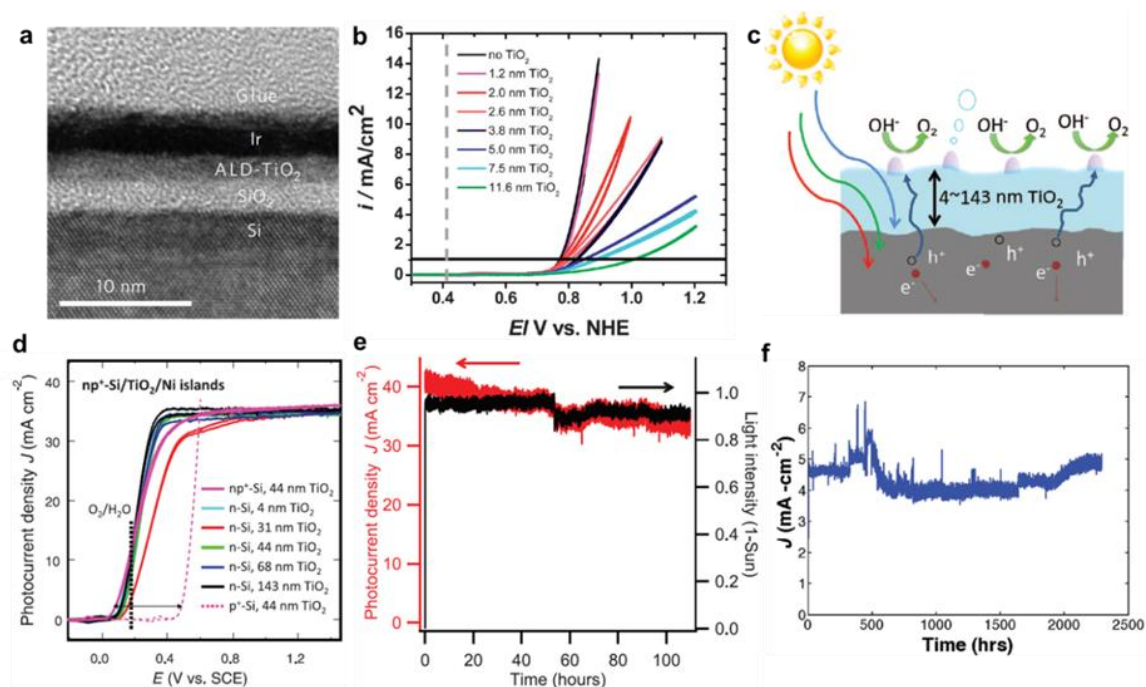 a
Glue
Ir
ALD-TiO₂
SiO₂
Si
10 nm
b
i / mA/cm²
16
14
12
10
8
6
4
2
0
no TiO₂
1.2 nm TiO₂
2.0 nm TiO₂
2.6 nm TiO₂
3.8 nm TiO₂
5.0 nm TiO₂
7.5 nm TiO₂
11.6 nm TiO₂
0.4 0.6 0.8 1.0 1.2
E/ V vs. NHE
c
OH⁻ O₂ OH⁻ O₂ OH⁻ O₂
4~143 nm TiO₂
h⁺ h⁺ h⁺
e⁻ e⁻ e⁻
d
Photocurrent density J (mA cm⁻²)
40
30
20
10
0
np⁺-Si/TiO₂/Ni islands
O₂/H₂O
np⁺-Si, 44 nm TiO₂
n-Si, 4 nm TiO₂
n-Si, 31 nm TiO₂
n-Si, 44 nm TiO₂
n-Si, 68 nm TiO₂
n-Si, 143 nm TiO₂
p⁺-Si, 44 nm TiO₂
0.0 0.4 0.8 1.2
E (V vs. SCE)
e
Photocurrent density J (mA cm⁻²)
40
30
20
10
0
Light intensity (1-Sun)
1.0
0.8
0.6
0.4
0.2
0.0
0 20 40 60 80 100
Time (hours)
f
J (mA -cm⁻²)
8
7
6
5
4
3
2
1
0
0 500 1000 1500 2000 2500
Time (hrs)